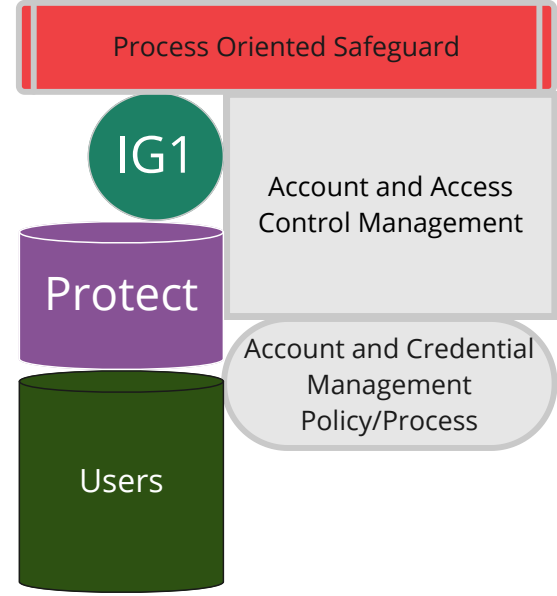 Process Oriented Safeguard
IG1
Account and Access
Control Management
Protect
Account and Credential
Management
Policy/Process
Users